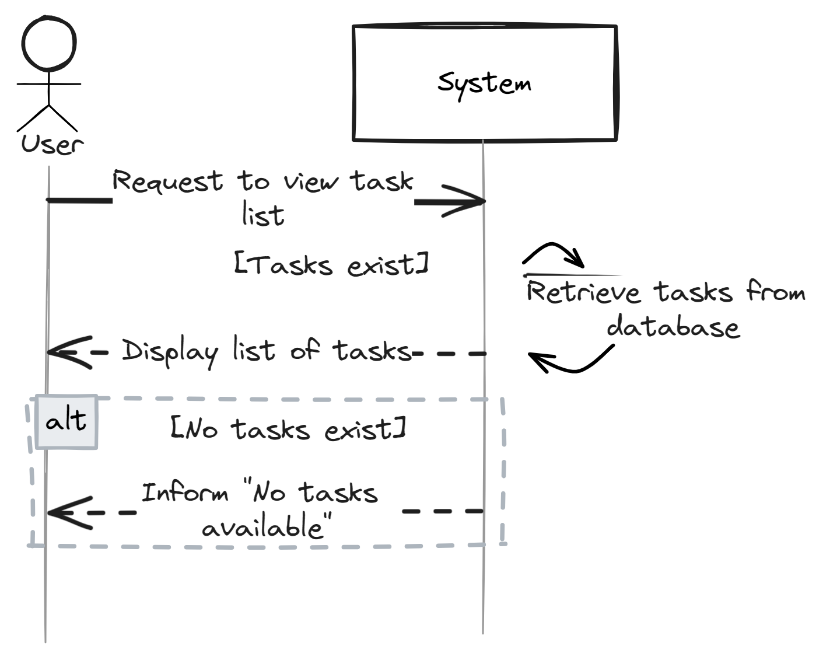 System
User
Request to view task
list
[Tasks exist]
Retrieve tasks from
database
Display list of tasks
alt
[No tasks exist]
Inform "No tasks
available"